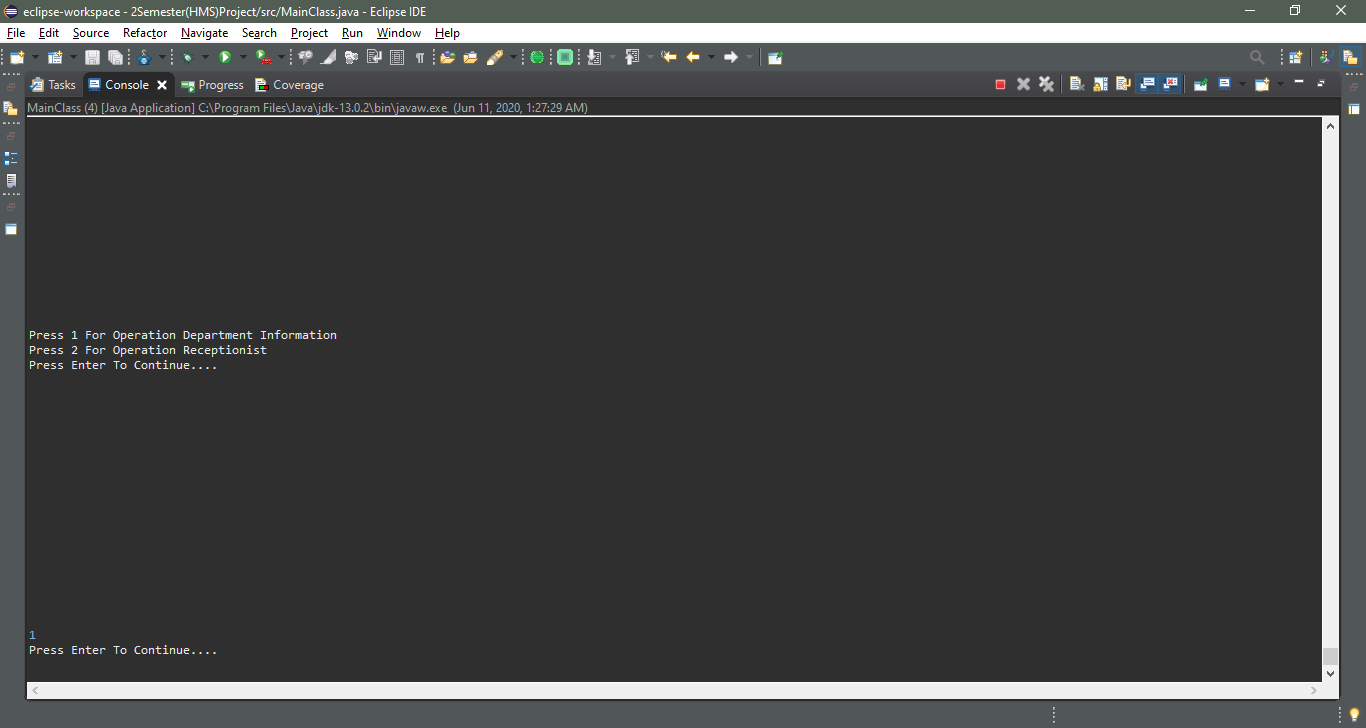 eclipse-workspace - 2Semester(HMS)Project/src/MainClass.java - Eclipse IDE
File Edit Source Refactor Navigate Search Project Run Window Help
Tasks Console Progress Coverage
MainClass (4) [Java Application] C:\Program Files\Java\jdk-13.0.2\bin\javaw.exe (Jun 11, 2020, 1:27:29 AM)
Press 1 For Operation Department Information
Press 2 For Operation Receptionist
Press Enter To Continue....
1
Press Enter To Continue....